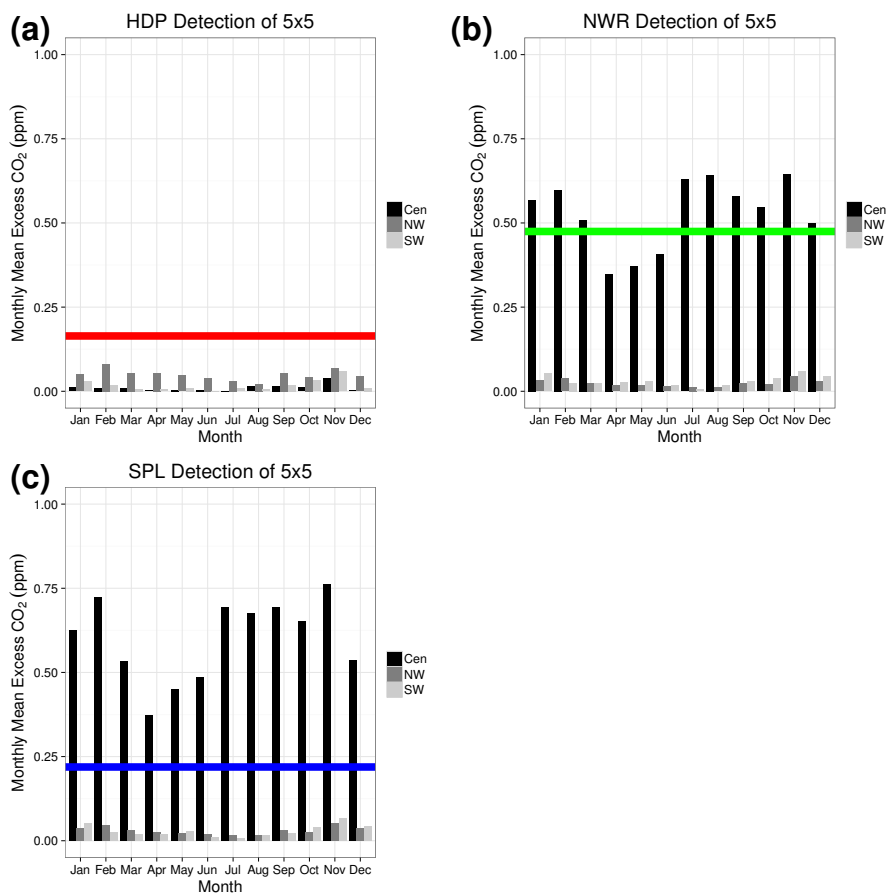 (a)
HDP Detection of 5x5
Monthly Mean Excess CO₂ (ppm)
1.00
0.75
0.50
0.25
0.00
Jan Feb Mar Apr May Jun Jul Aug Sep Oct Nov Dec
Month
Cen
NW
SW
(b)
NWR Detection of 5x5
Monthly Mean Excess CO₂ (ppm)
1.00
0.75
0.50
0.25
0.00
Jan Feb Mar Apr May Jun Jul Aug Sep Oct Nov Dec
Month
Cen
NW
SW
(c)
SPL Detection of 5x5
Monthly Mean Excess CO₂ (ppm)
1.00
0.75
0.50
0.25
0.00
Jan Feb Mar Apr May Jun Jul Aug Sep Oct Nov Dec
Month
Cen
NW
SW